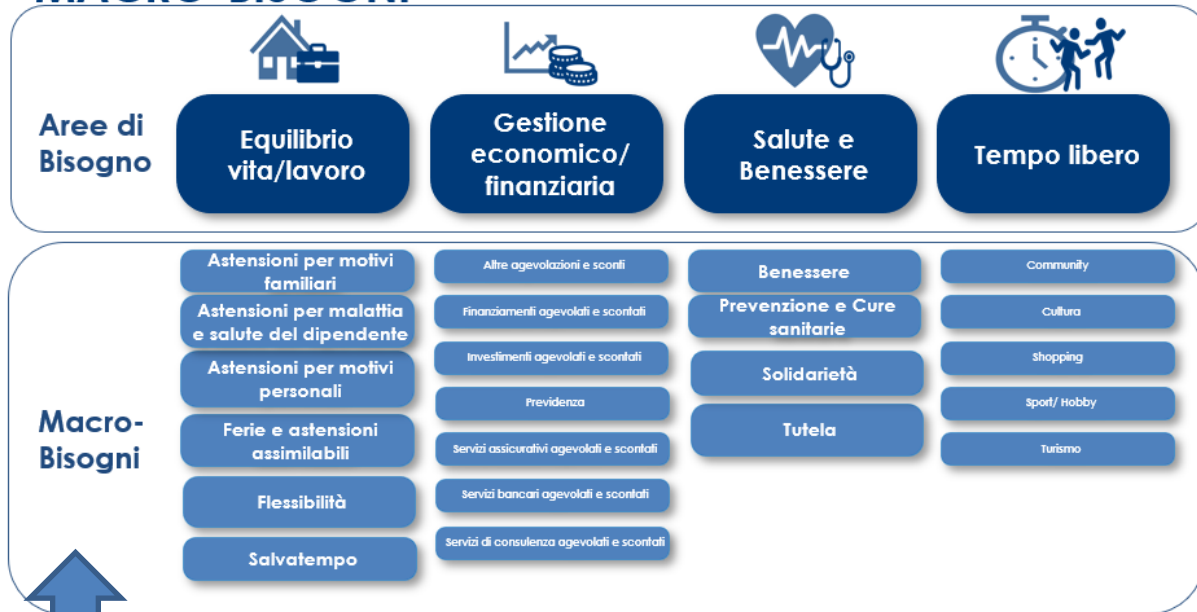 MACRO-BISOGNI
Aree di
Bisogno
Equilibrio
vita/lavoro
Gestione
economico/
finanziaria
Salute e
Benessere
Tempo libero
Macro-
Bisogni
Astensioni per motivi
familiari
Astensioni per malattia
e salute del dipendente
Astensioni per motivi
personali
Ferie e astensioni
assimilabili
Flessibilità
Salvatempo
Altre agevolazioni e sconti
Finanziamenti agevolati e scontati
Investimenti agevolati e scontati
Previdenza
Servizi assicurativi agevolati e scontati
Servizi bancari agevolati e scontati
Servizi di consulenza agevolati e scontati
Benessere
Prevenzione e Cure
sanitarie
Solidarietà
Tutela
Community
Cultura
Shopping
Sport/ Hobby
Turismo